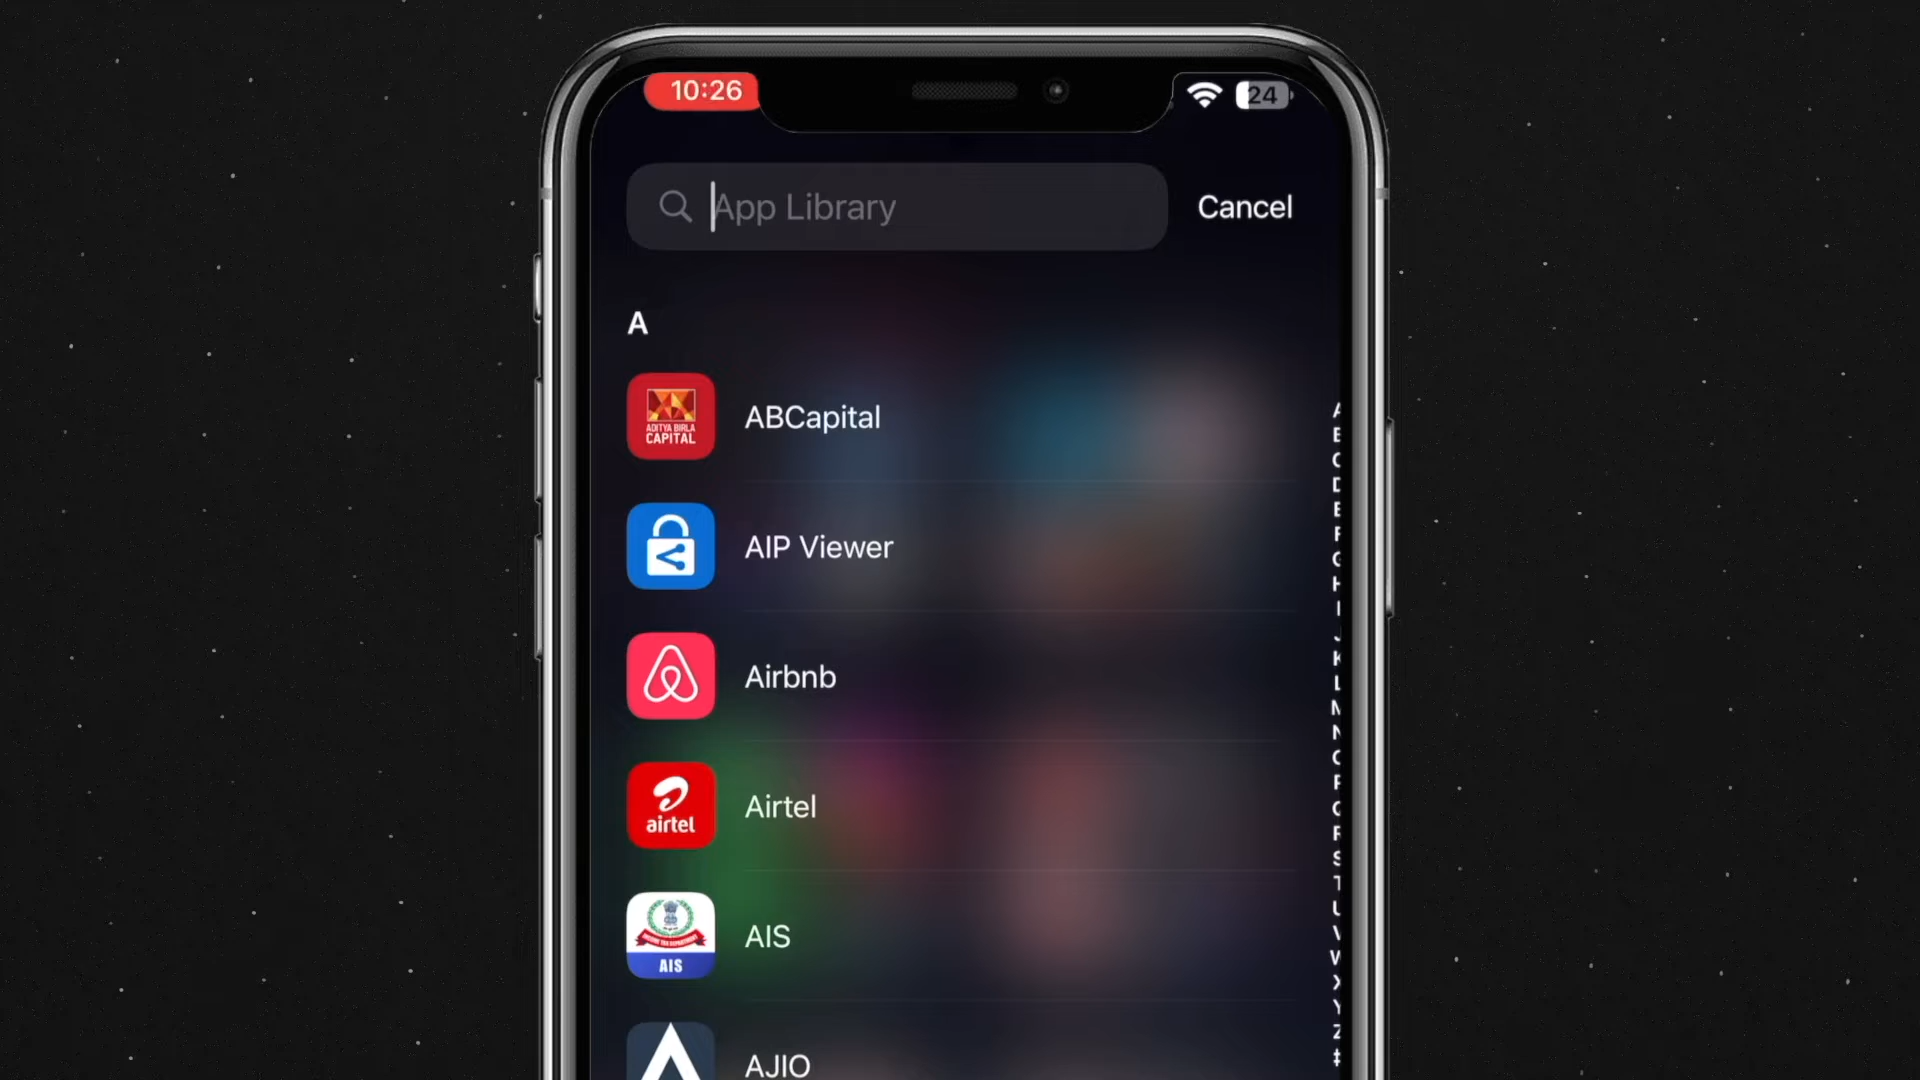 10:26
24
App Library
Cancel
A
ADITYA BIRLA
CAPITAL
ABCapital
AIP Viewer
Airbnb
airtel
Airtel
AIS
AIS
AJIO
A
B
C
D
E
F
G
H
I
J
K
L
M
N
O
P
Q
R
S
T
U
V
W
X
Y
Z